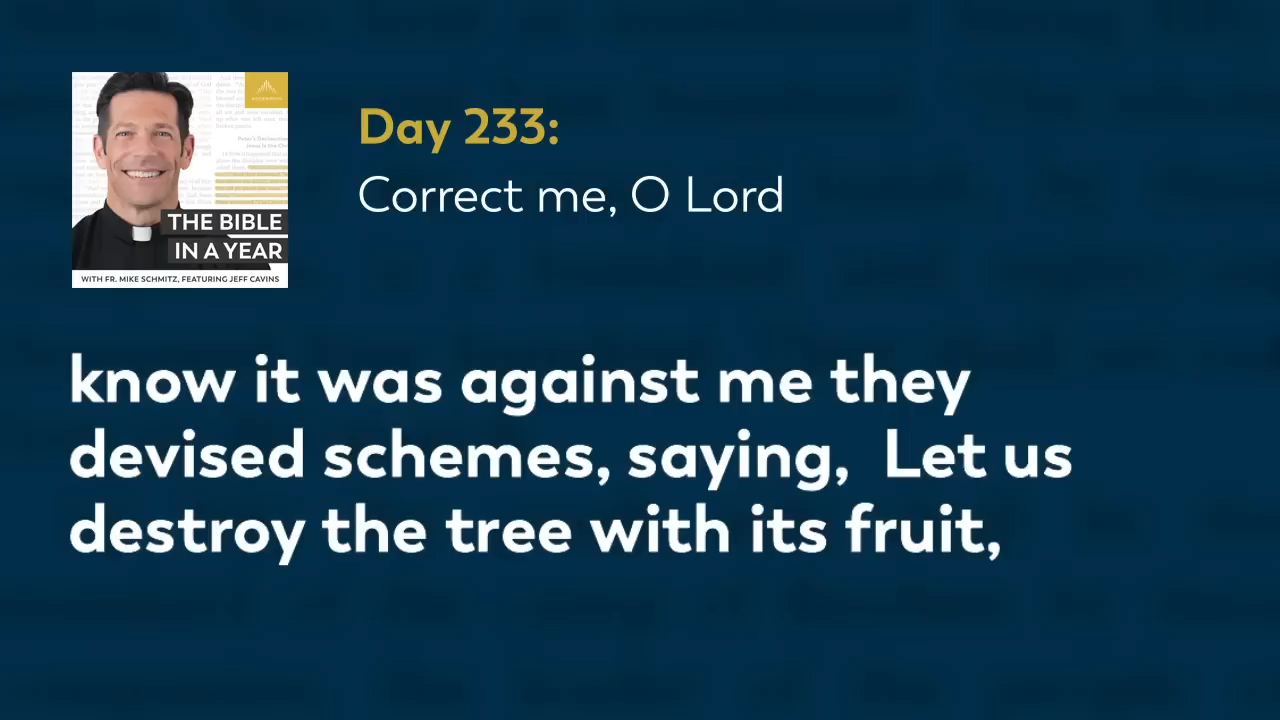 Day 233:
Correct me, O Lord
THE BIBLE
IN A YEAR
WITH FR. MIKE SCHMITZ, FEATURING JEFF CAVINS
know it was against me they
devised schemes, saying,  Let us
destroy the tree with its fruit,